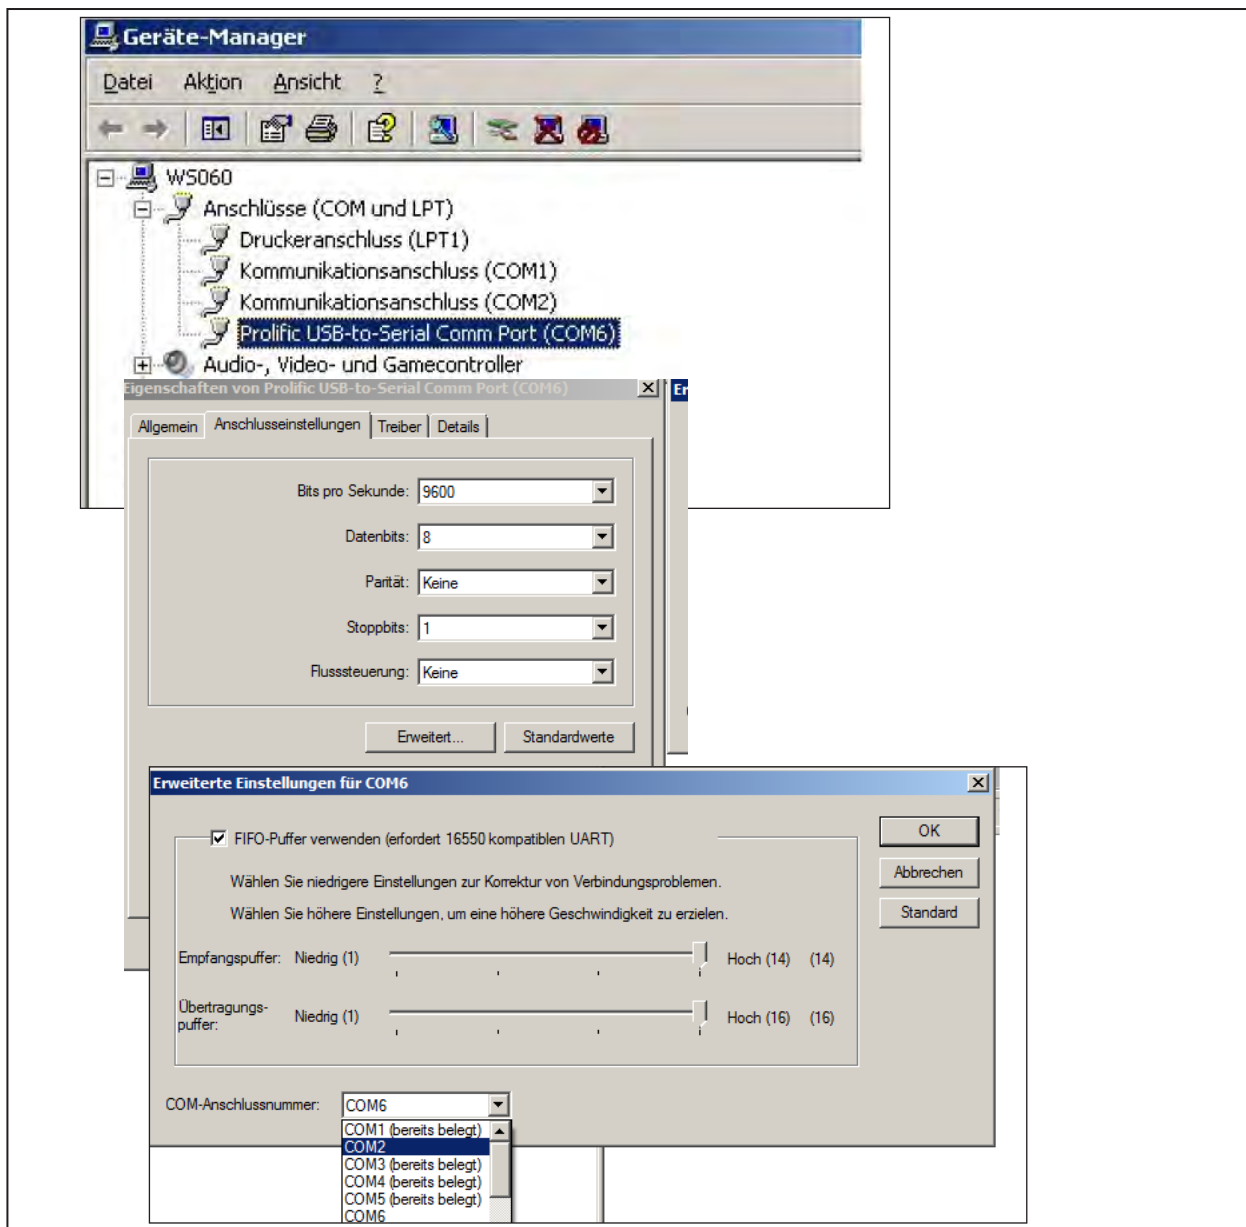 Geräte-Manager
Datei Aktion Ansicht ?
WS060
Anschlüsse (COM und LPT)
Druckeranschluss (LPT1)
Kommunikationsanschluss (COM1)
Kommunikationsanschluss (COM2)
Prolific USB-to-Serial Comm Port (COM6)
Audio-, Video- und Gamecontroller
Eigenschaften von Prolific USB-to-Serial Comm Port (COM6)
Er
Allgemein Anschlusseinstellungen Treiber Details
Bits pro Sekunde: 9600
Datenbits: 8
Parität: Keine
Stoppbits: 1
Flusssteuerung: Keine
Erweitert... Standardwerte
Erweiterte Einstellungen für COM6
FIFO-Puffer verwenden (erfordert 16550 kompatiblen UART)
OK
Wählen Sie niedrigere Einstellungen zur Korrektur von Verbindungsproblemen.
Abbrechen
Wählen Sie höhere Einstellungen, um eine höhere Geschwindigkeit zu erzielen.
Standard
Empfangspuffer: Niedrig (1) Hoch (14) (14)
Übertragungs-
puffer: Niedrig (1) Hoch (16) (16)
COM-Anschlussnummer: COM6
COM1 (bereits belegt)
COM2
COM3 (bereits belegt)
COM4 (bereits belegt)
COM5 (bereits belegt)
COM6